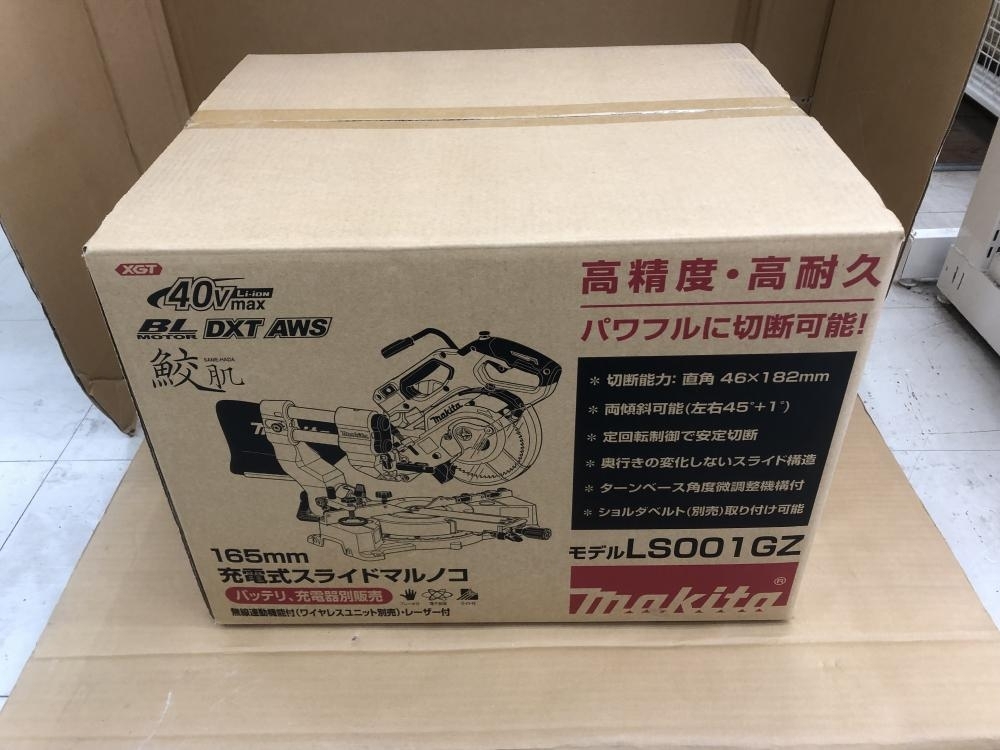 XGT
40Vmax Li-ion
BL MOTOR DXT AWS
鮫肌 SAME-HADA
高精度・高耐久
パワフルに切断可能!
* 切断能力: 直角 46×182mm
* 両傾斜可能(左右45°+1°)
* 定回転制御で安定切断
* 奥行きの変化しないスライド構造
* ターンベース角度微調整機構付
* ショルダベルト(別売)取り付け可能
makita
Makita
モデルLS001GZ
makita®
165mm
充電式スライドマルノコ
バッテリ、充電器別販売
無線連動機能付(ワイヤレスユニット別売)・レーザー付